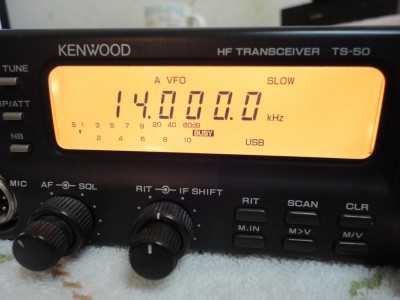 KENWOOD HF TRANSCEIVER TS-50
TUNE
A VFO SLOW
14.000.0 kHz
IP/ATT
S 1 3 5 7 9 20 40 60dB
2 4 6 8 10
BUSY
USB
NB
MIC
AF SQL
RIT IF SHIFT
RIT SCAN CLR
M.IN M>V M/V